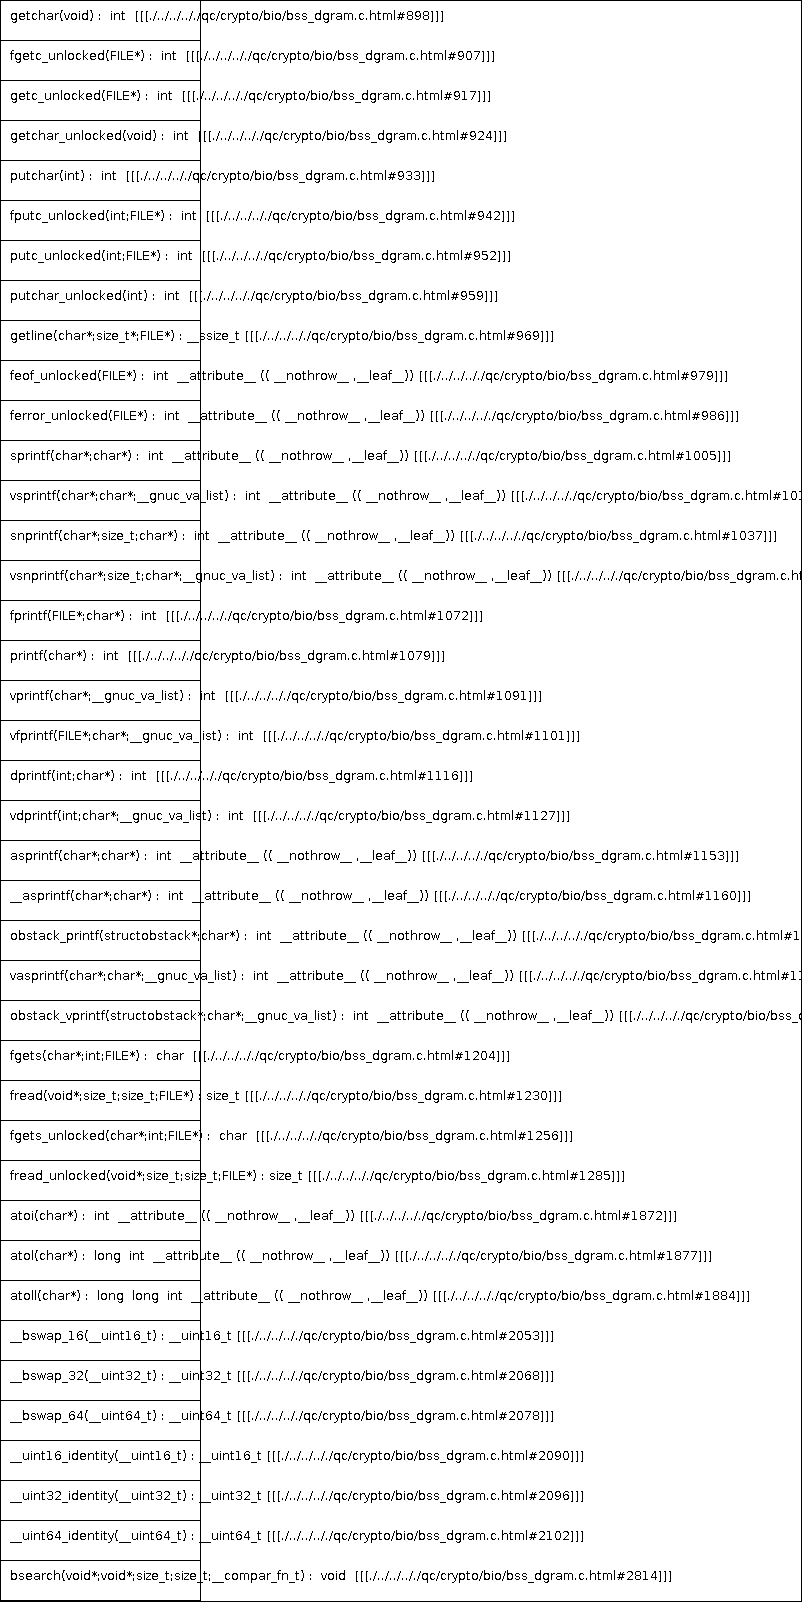 getchar(void) : int [[[./../../../../qc/crypto/bio/bss_dgram.c.html#898]]]
fgetc_unlocked(FILE*) : int [[[./../../../../qc/crypto/bio/bss_dgram.c.html#907]]]
getc_unlocked(FILE*) : int [[[./../../../../qc/crypto/bio/bss_dgram.c.html#917]]]
getchar_unlocked(void) : int [[[./../../../../qc/crypto/bio/bss_dgram.c.html#924]]]
putchar(int) : int [[[./../../../../qc/crypto/bio/bss_dgram.c.html#933]]]
fputc_unlocked(int;FILE*) : int [[[./../../../../qc/crypto/bio/bss_dgram.c.html#942]]]
putc_unlocked(int;FILE*) : int [[[./../../../../qc/crypto/bio/bss_dgram.c.html#952]]]
putchar_unlocked(int) : int [[[./../../../../qc/crypto/bio/bss_dgram.c.html#959]]]
getline(char*;size_t*;FILE*) : __ssize_t [[[./../../../../qc/crypto/bio/bss_dgram.c.html#969]]]
feof_unlocked(FILE*) : int __attribute__ (( __nothrow__ ,__leaf__)) [[[./../../../../qc/crypto/bio/bss_dgram.c.html#979]]]
ferror_unlocked(FILE*) : int __attribute__ (( __nothrow__ ,__leaf__)) [[[./../../../../qc/crypto/bio/bss_dgram.c.html#986]]]
sprintf(char*;char*) : int __attribute__ (( __nothrow__ ,__leaf__)) [[[./../../../../qc/crypto/bio/bss_dgram.c.html#1005]]]
vsprintf(char*;char*;__gnuc_va_list) : int __attribute__ (( __nothrow__ ,__leaf__)) [[[./../../../../qc/crypto/bio/bss_dgram.c.html#10
snprintf(char*;size_t;char*) : int __attribute__ (( __nothrow__ ,__leaf__)) [[[./../../../../qc/crypto/bio/bss_dgram.c.html#1037]]]
vsnprintf(char*;size_t;char*;__gnuc_va_list) : int __attribute__ (( __nothrow__ ,__leaf__)) [[[./../../../../qc/crypto/bio/bss_dgram.c.h
fprintf(FILE*;char*) : int [[[./../../../../qc/crypto/bio/bss_dgram.c.html#1072]]]
printf(char*) : int [[[./../../../../qc/crypto/bio/bss_dgram.c.html#1079]]]
vprintf(char*;__gnuc_va_list) : int [[[./../../../../qc/crypto/bio/bss_dgram.c.html#1091]]]
vfprintf(FILE*;char*;__gnuc_va_list) : int [[[./../../../../qc/crypto/bio/bss_dgram.c.html#1101]]]
dprintf(int;char*) : int [[[./../../../../qc/crypto/bio/bss_dgram.c.html#1116]]]
vdprintf(int;char*;__gnuc_va_list) : int [[[./../../../../qc/crypto/bio/bss_dgram.c.html#1127]]]
asprintf(char*;char*) : int __attribute__ (( __nothrow__ ,__leaf__)) [[[./../../../../qc/crypto/bio/bss_dgram.c.html#1153]]]
__asprintf(char*;char*) : int __attribute__ (( __nothrow__ ,__leaf__)) [[[./../../../../qc/crypto/bio/bss_dgram.c.html#1160]]]
obstack_printf(structobstack*;char*) : int __attribute__ (( __nothrow__ ,__leaf__)) [[[./../../../../qc/crypto/bio/bss_dgram.c.html#1
vasprintf(char*;char*;__gnuc_va_list) : int __attribute__ (( __nothrow__ ,__leaf__)) [[[./../../../../qc/crypto/bio/bss_dgram.c.html#11
obstack_vprintf(structobstack*;char*;__gnuc_va_list) : int __attribute__ (( __nothrow__ ,__leaf__)) [[[./../../../../qc/crypto/bio/bss_
fgets(char*;int;FILE*) : char [[[./../../../../qc/crypto/bio/bss_dgram.c.html#1204]]]
fread(void*;size_t;size_t;FILE*) : size_t [[[./../../../../qc/crypto/bio/bss_dgram.c.html#1230]]]
fgets_unlocked(char*;int;FILE*) : char [[[./../../../../qc/crypto/bio/bss_dgram.c.html#1256]]]
fread_unlocked(void*;size_t;size_t;FILE*) : size_t [[[./../../../../qc/crypto/bio/bss_dgram.c.html#1285]]]
atoi(char*) : int __attribute__ (( __nothrow__ ,__leaf__)) [[[./../../../../qc/crypto/bio/bss_dgram.c.html#1872]]]
atol(char*) : long int __attribute__ (( __nothrow__ ,__leaf__)) [[[./../../../../qc/crypto/bio/bss_dgram.c.html#1877]]]
atoll(char*) : long long int __attribute__ (( __nothrow__ ,__leaf__)) [[[./../../../../qc/crypto/bio/bss_dgram.c.html#1884]]]
__bswap_16(__uint16_t) : __uint16_t [[[./../../../../qc/crypto/bio/bss_dgram.c.html#2053]]]
__bswap_32(__uint32_t) : __uint32_t [[[./../../../../qc/crypto/bio/bss_dgram.c.html#2068]]]
__bswap_64(__uint64_t) : __uint64_t [[[./../../../../qc/crypto/bio/bss_dgram.c.html#2078]]]
__uint16_identity(__uint16_t) : __uint16_t [[[./../../../../qc/crypto/bio/bss_dgram.c.html#2090]]]
__uint32_identity(__uint32_t) : __uint32_t [[[./../../../../qc/crypto/bio/bss_dgram.c.html#2096]]]
__uint64_identity(__uint64_t) : __uint64_t [[[./../../../../qc/crypto/bio/bss_dgram.c.html#2102]]]
bsearch(void*;void*;size_t;size_t;__compar_fn_t) : void [[[./../../../../qc/crypto/bio/bss_dgram.c.html#2814]]]